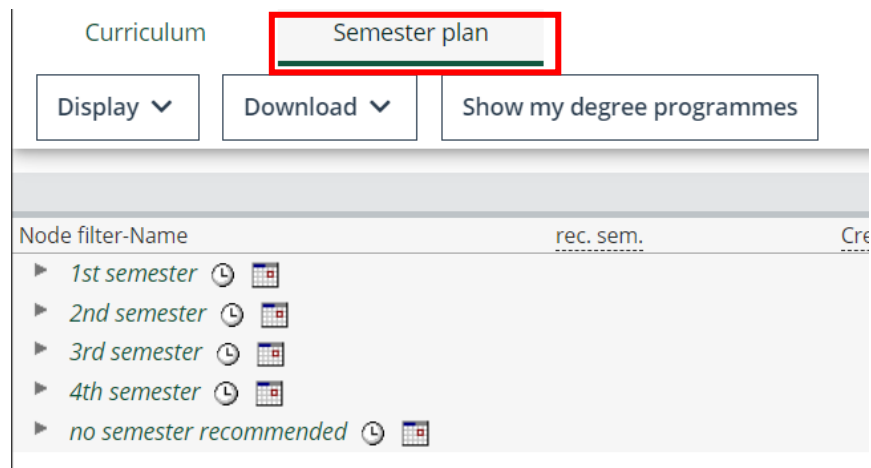 Curriculum Semester plan
Display Download Show my degree programmes
Node filter-Name rec. sem. Cre
1st semester
2nd semester
3rd semester
4th semester
no semester recommended